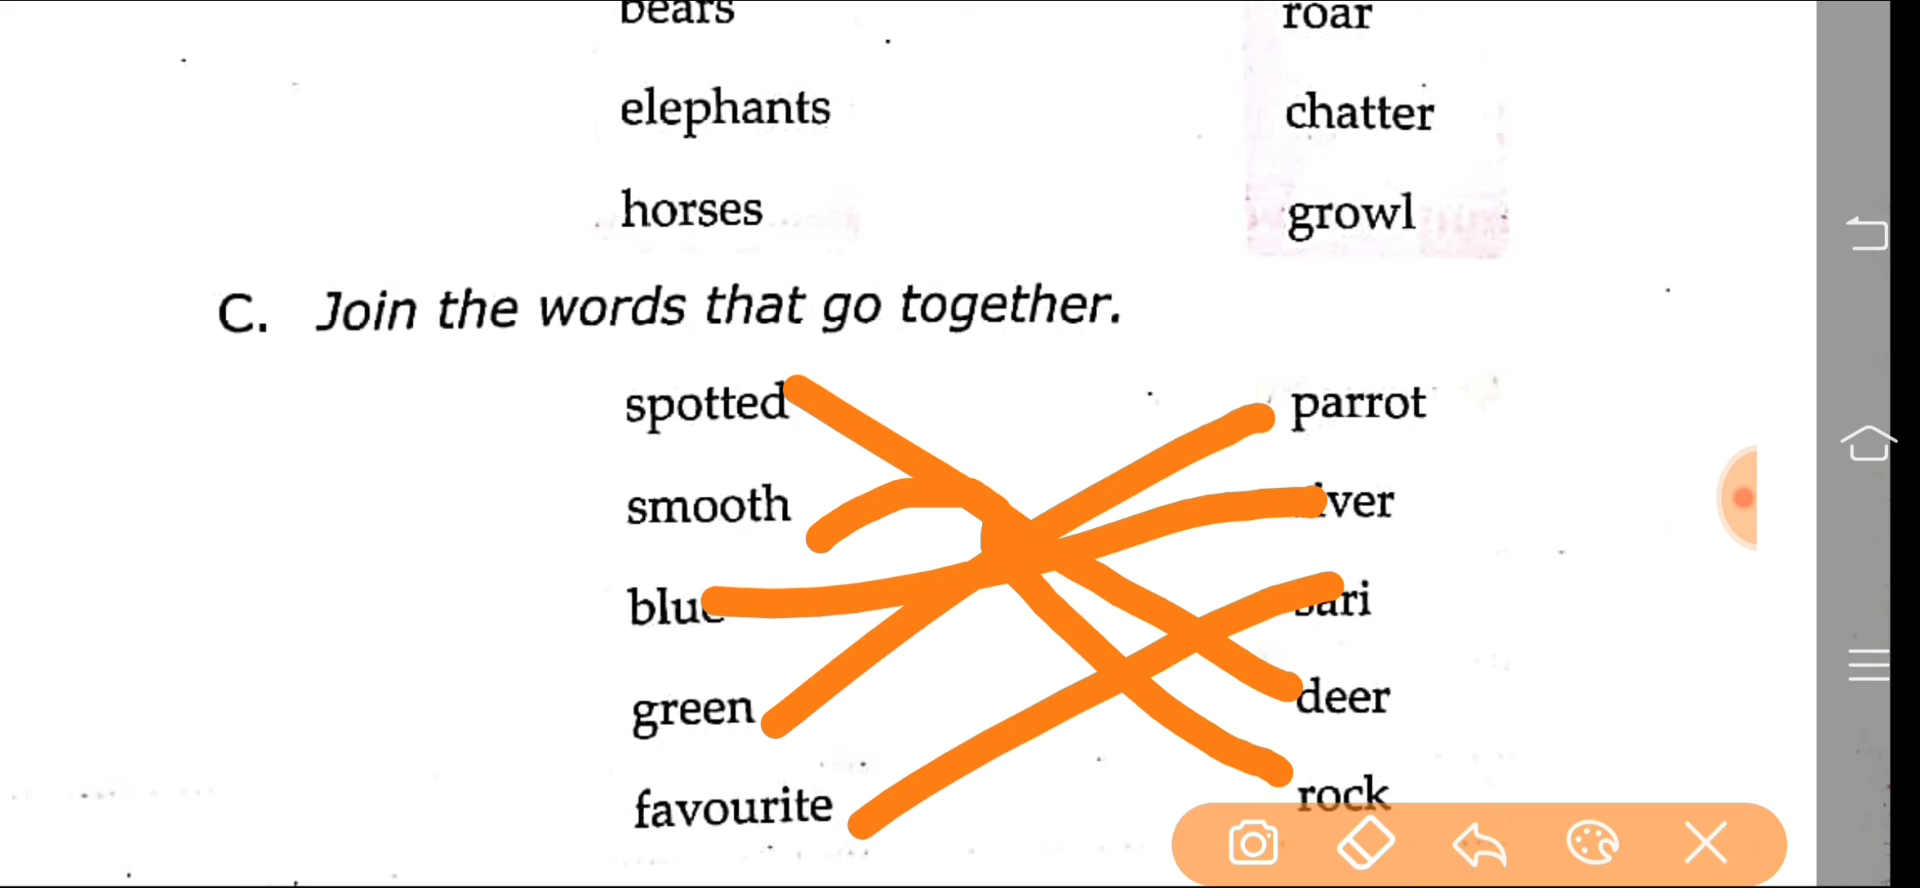 bears roar
elephants chatter
horses growl
C. Join the words that go together.
spotted parrot
smooth
blue
green deer
favourite rock